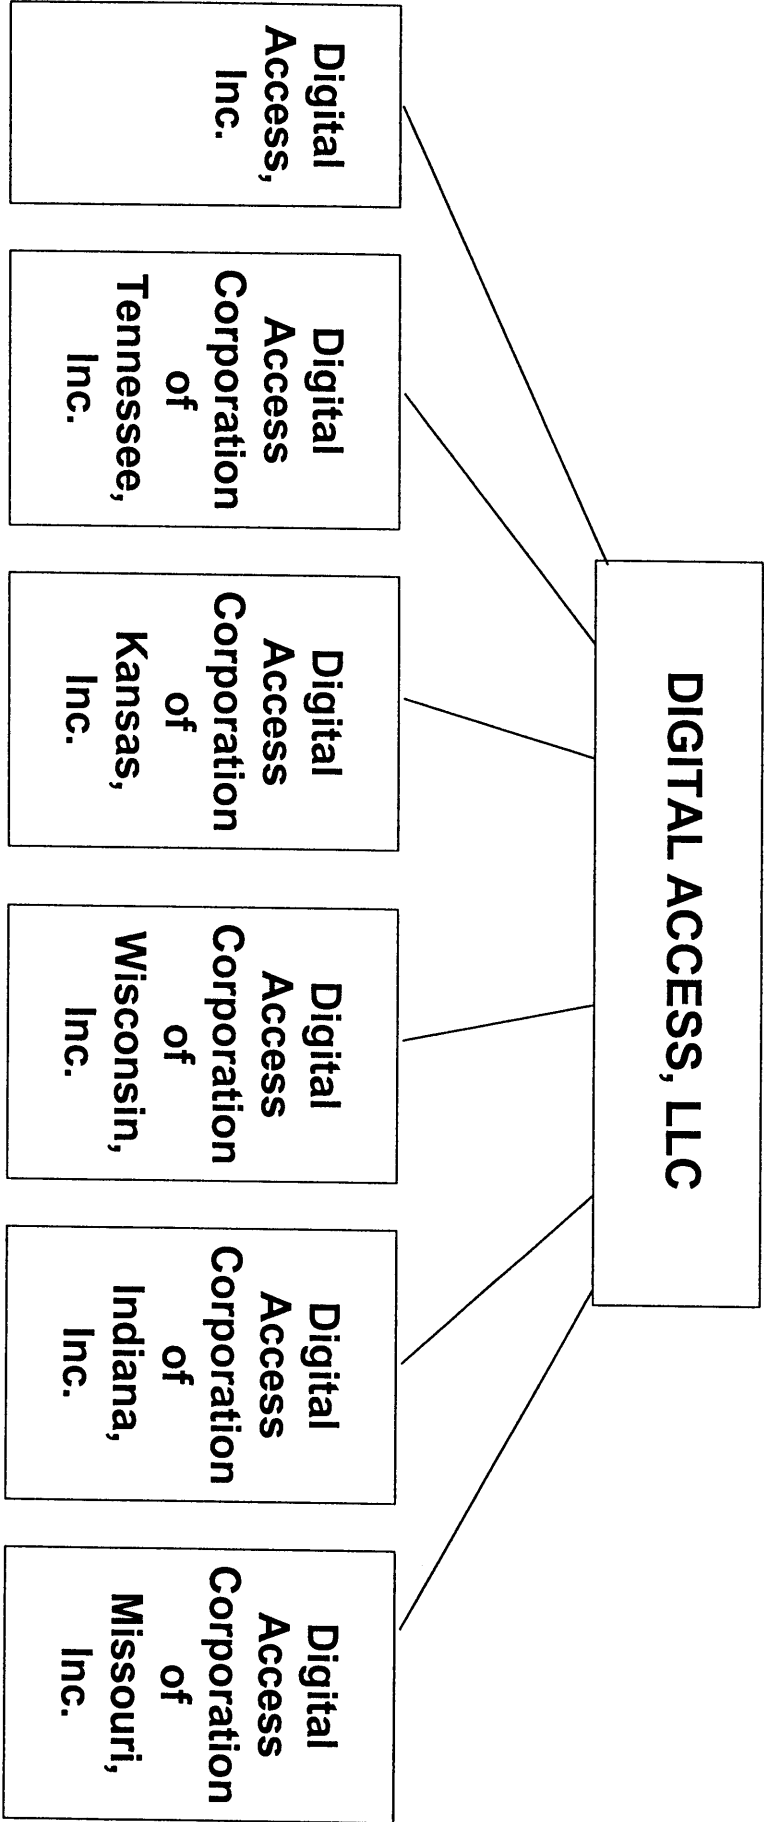 DIGITAL ACCESS, LLC
Digital
Access,
Inc.
Digital
Access
Corporation
of
Tennessee,
Inc.
Digital
Access
Corporation
of
Kansas,
Inc.
Digital
Access
Corporation
of
Wisconsin,
Inc.
Digital
Access
Corporation
of
Indiana,
Inc.
Digital
Access
Corporation
of
Missouri,
Inc.